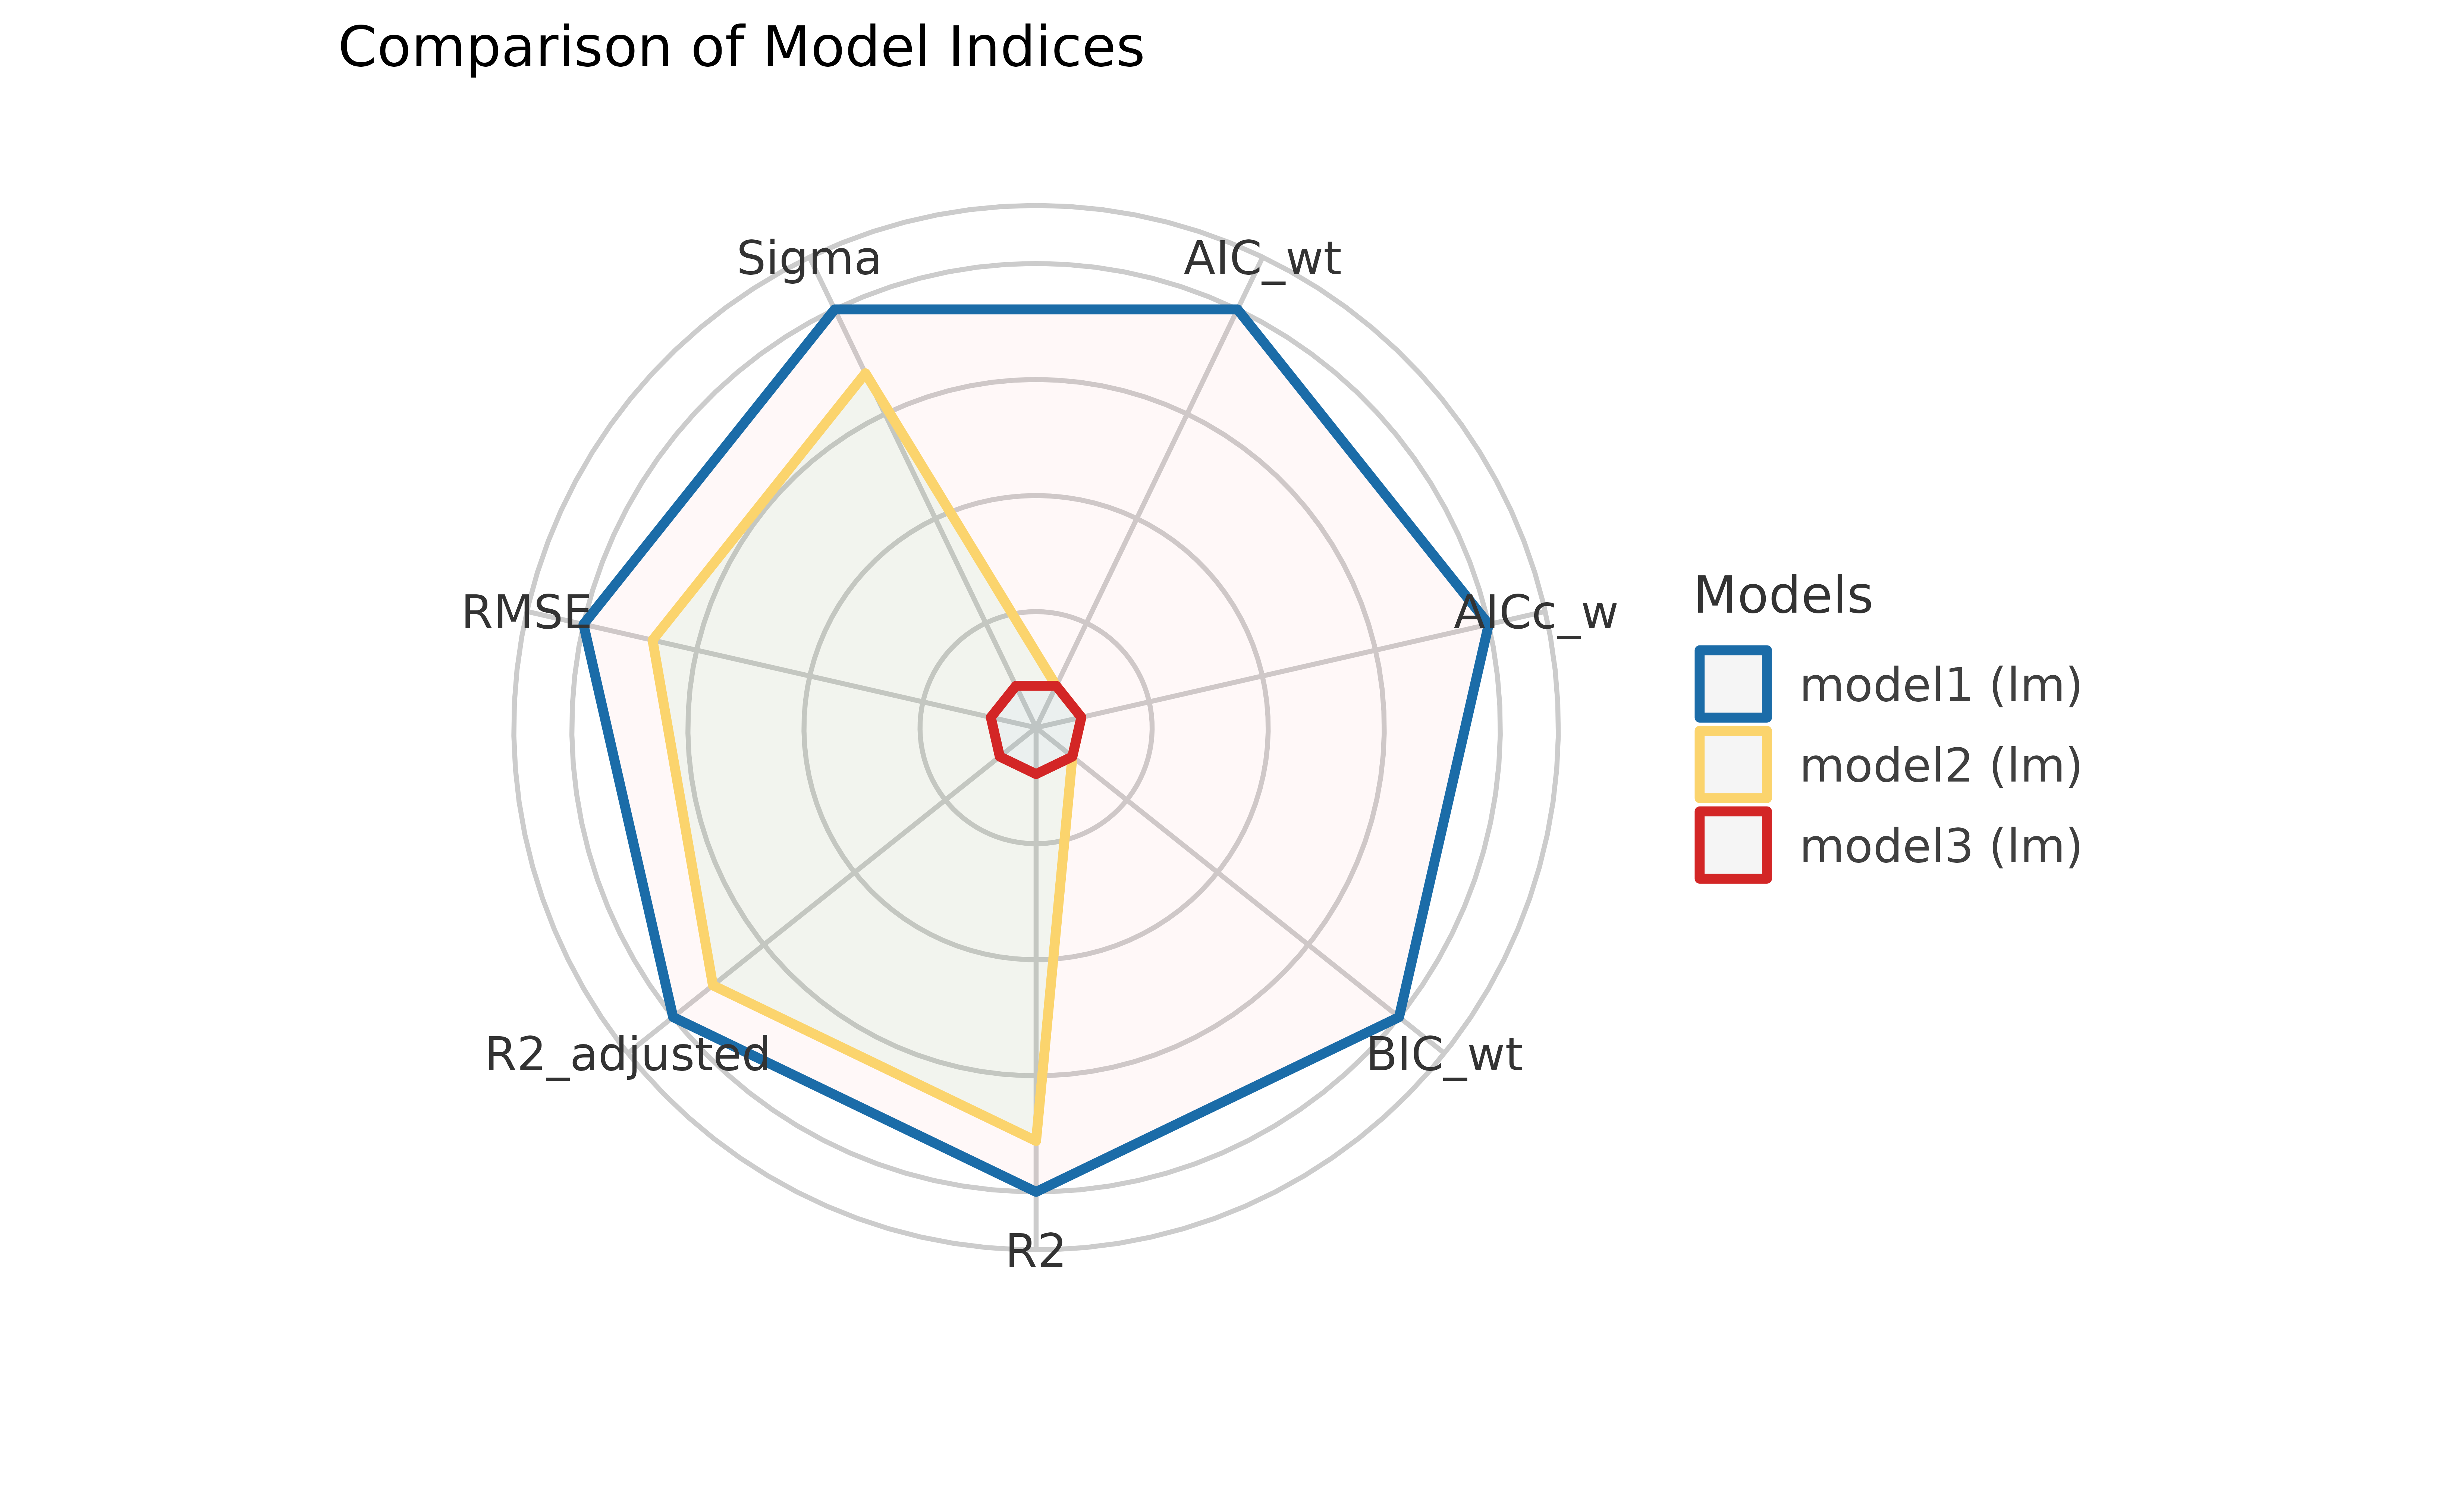 Comparison of Model Indices
Sigma
AIC_wt
RMSE
AICc_w
R2_adjusted
BIC_wt
R2
Models
model1 (lm)
model2 (lm)
model3 (lm)